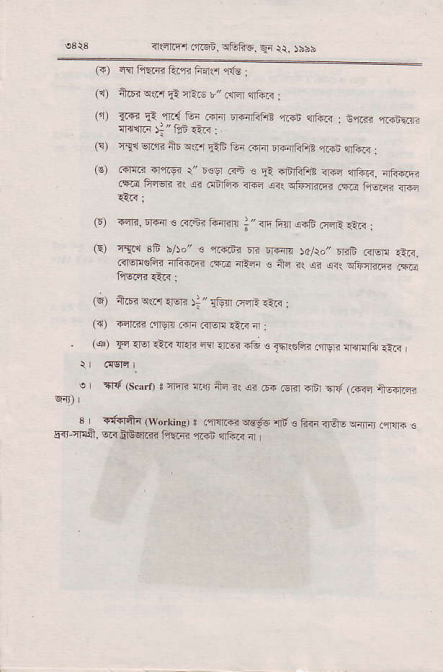 ৩৪২৪ বাংলাদেশ গেজেট, অতিরিক্ত, জুন ২২, ১৯৯৯
(ক) লম্বা পিছনের হিপের নিম্নাংশ পর্যন্ত ;
(খ) নীচের অংশে দুই সাইডে ৮″ খোলা থাকিবে ;
(গ) বুকের দুই পার্শ্বে তিন কোনা ঢাকনাবিশিষ্ট পকেট থাকিবে ; উপরের পকেটদ্বয়ের
মাঝখানে ১½″ প্লিট হইবে ;
(ঘ) সম্মুখ ভাগের নীচ অংশে দুইটি তিন কোনা ঢাকনাবিশিষ্ট পকেট থাকিবে ;
(ঙ) কোমরে কাপড়ের ২″ চওড়া বেল্ট ও দুই কাটাবিশিষ্ট বাকল থাকিবে, নাবিকদের
ক্ষেত্রে সিলভার রং এর মেটালিক বাকল এবং অফিসারদের ক্ষেত্রে পিতলের বাকল
হইবে ;
(চ) কলার, ঢাকনা ও বেল্টের কিনারায় ″ বাদ দিয়া একটি সেলাই হইবে ;
(ছ) সম্মুখে ৪টি ৯/১০″ ও পকেটের চার ঢাকনায় ১৫/২০″ চারটি বোতাম হইবে,
বোতামগুলির নাবিকদের ক্ষেত্রে নাইলন ও নীল রং এর এবং অফিসারদের ক্ষেত্রে
পিতলের হইবে ;
(জ) নীচের অংশে হাতার ১½″ মুড়িয়া সেলাই হইবে ;
(ঝ) কলারের গোড়ায় কোন বোতাম হইবে না ;
(ঞ) ফুল হাতা হইবে যাহার লম্বা হাতের কব্জি ও বৃদ্ধাংগুলির গোড়ার মাঝামাঝি হইবে।
২। মেডাল।
৩। স্কার্ফ (Scarf) ঃ সাদার মধ্যে নীল রং এর চেক ডোরা কাটা স্কার্ফ (কেবল শীতকালের
জন্য)।
৪। কর্মকালীন (Working) ঃ পোষাকের অন্তর্ভুক্ত শার্ট ও রিবন ব্যতীত অন্যান্য পোষাক ও
দ্রব্য-সামগ্রী, তবে ট্রাউজারের পিছনের পকেট থাকিবে না।